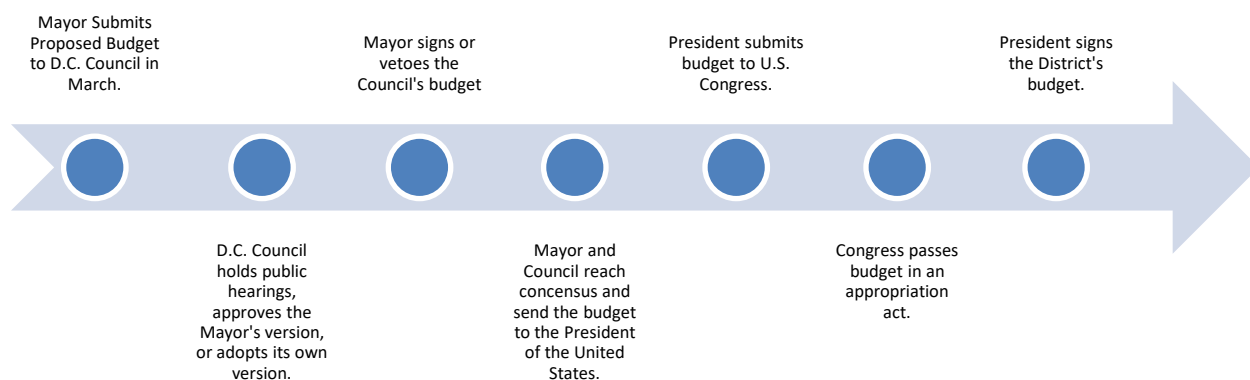 Mayor Submits
Proposed Budget
to D.C. Council in
March.
D.C. Council
holds public
hearings,
approves the
Mayor's version,
or adopts its own
version.
Mayor signs or
vetoes the
Council's budget
Mayor and
Council reach
concensus and
send the budget
to the President
of the United
States.
President submits
budget to U.S.
Congress.
Congress passes
budget in an
appropriation
act.
President signs
the District's
budget.